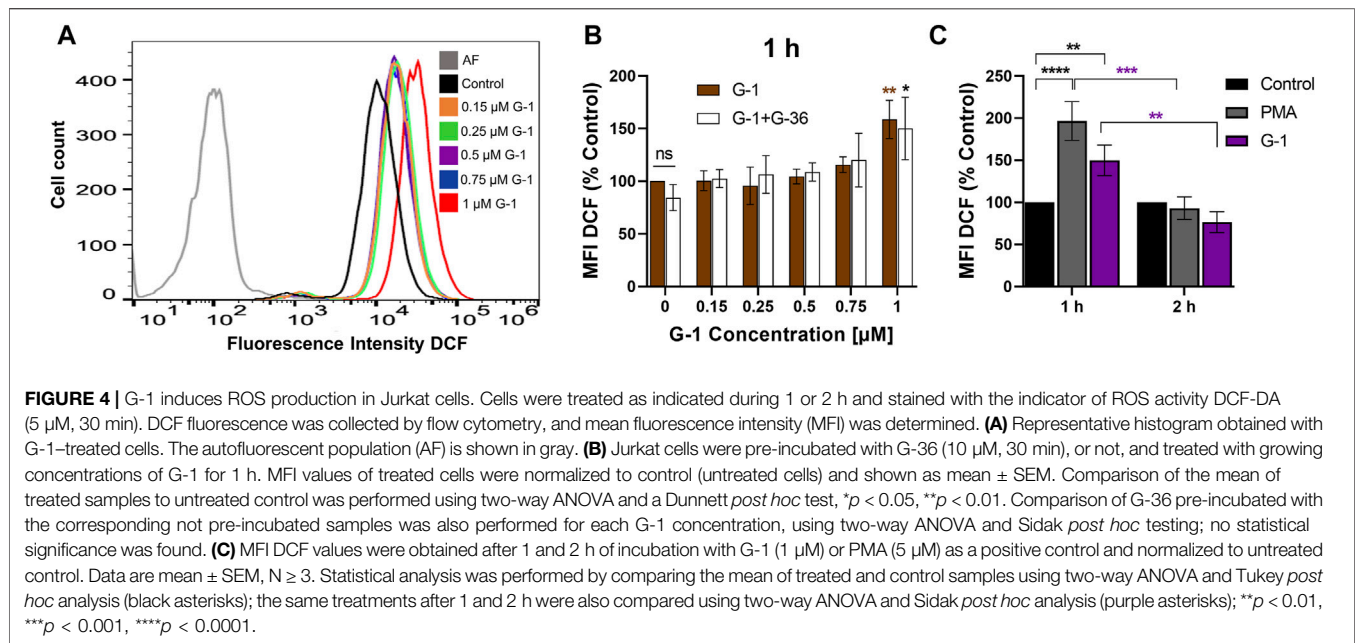 A
AF
Control
0.15 µM G-1
0.25 µM G-1
0.5 µM G-1
0.75 µM G-1
1 µM G-1
Cell count
400
300
200
100
0
10^1 10^2 10^3 10^4 10^5 10^6
Fluorescence Intensity DCF
B
1 h
G-1
G-1+G-36
MFI DCF (% Control)
200
150
100
50
0
ns
** *
0 0.15 0.25 0.5 0.75 1
G-1 Concentration [µM]
C
Control
PMA
G-1
MFI DCF (% Control)
250
200
150
100
50
0
**
**** ***
**
1 h 2 h
FIGURE 4 | G-1 induces ROS production in Jurkat cells. Cells were treated as indicated during 1 or 2 h and stained with the indicator of ROS activity DCF-DA
(5 µM, 30 min). DCF fluorescence was collected by flow cytometry, and mean fluorescence intensity (MFI) was determined. (A) Representative histogram obtained with
G-1–treated cells. The autofluorescent population (AF) is shown in gray. (B) Jurkat cells were pre-incubated with G-36 (10 µM, 30 min), or not, and treated with growing
concentrations of G-1 for 1 h. MFI values of treated cells were normalized to control (untreated cells) and shown as mean ± SEM. Comparison of the mean of
treated samples to untreated control was performed using two-way ANOVA and a Dunnett post hoc test, *p < 0.05, **p < 0.01. Comparison of G-36 pre-incubated with
the corresponding not pre-incubated samples was also performed for each G-1 concentration, using two-way ANOVA and Sidak post hoc testing; no statistical
significance was found. (C) MFI DCF values were obtained after 1 and 2 h of incubation with G-1 (1 µM) or PMA (5 µM) as a positive control and normalized to untreated
control. Data are mean ± SEM, N ≥ 3. Statistical analysis was performed by comparing the mean of treated and control samples using two-way ANOVA and Tukey post
hoc analysis (black asterisks); the same treatments after 1 and 2 h were also compared using two-way ANOVA and Sidak post hoc analysis (purple asterisks); **p < 0.01,
***p < 0.001, ****p < 0.0001.